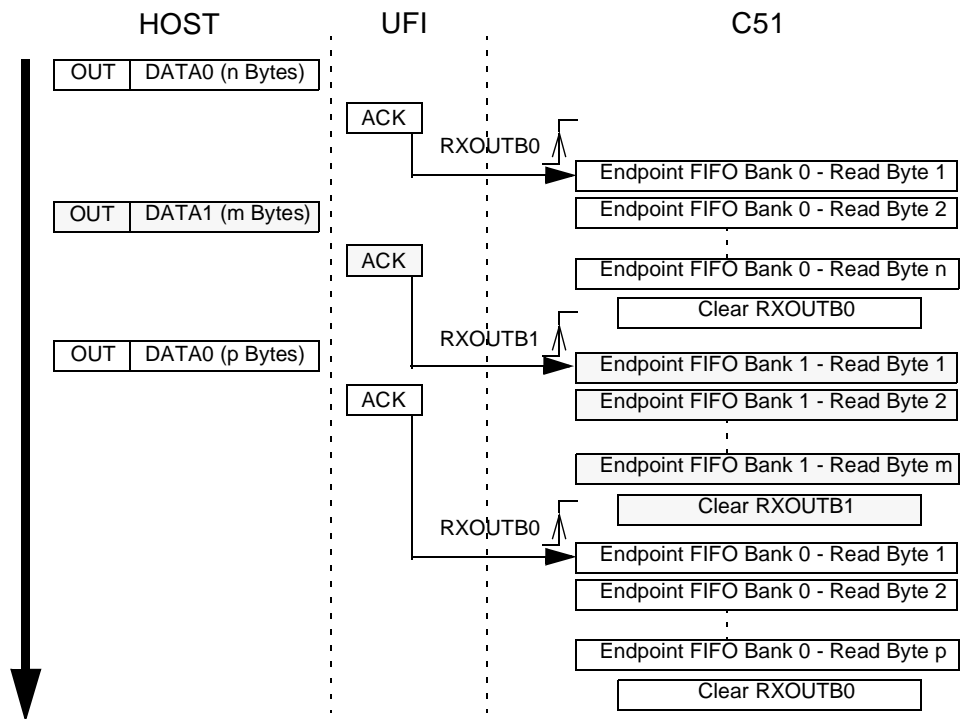 HOST UFI C51
OUT DATA0 (n Bytes)
ACK
RXOUTB0
Endpoint FIFO Bank 0 - Read Byte 1
OUT DATA1 (m Bytes)
Endpoint FIFO Bank 0 - Read Byte 2
ACK
Endpoint FIFO Bank 0 - Read Byte n
Clear RXOUTB0
RXOUTB1
OUT DATA0 (p Bytes)
Endpoint FIFO Bank 1 - Read Byte 1
ACK
Endpoint FIFO Bank 1 - Read Byte 2
Endpoint FIFO Bank 1 - Read Byte m
Clear RXOUTB1
RXOUTB0
Endpoint FIFO Bank 0 - Read Byte 1
Endpoint FIFO Bank 0 - Read Byte 2
Endpoint FIFO Bank 0 - Read Byte p
Clear RXOUTB0